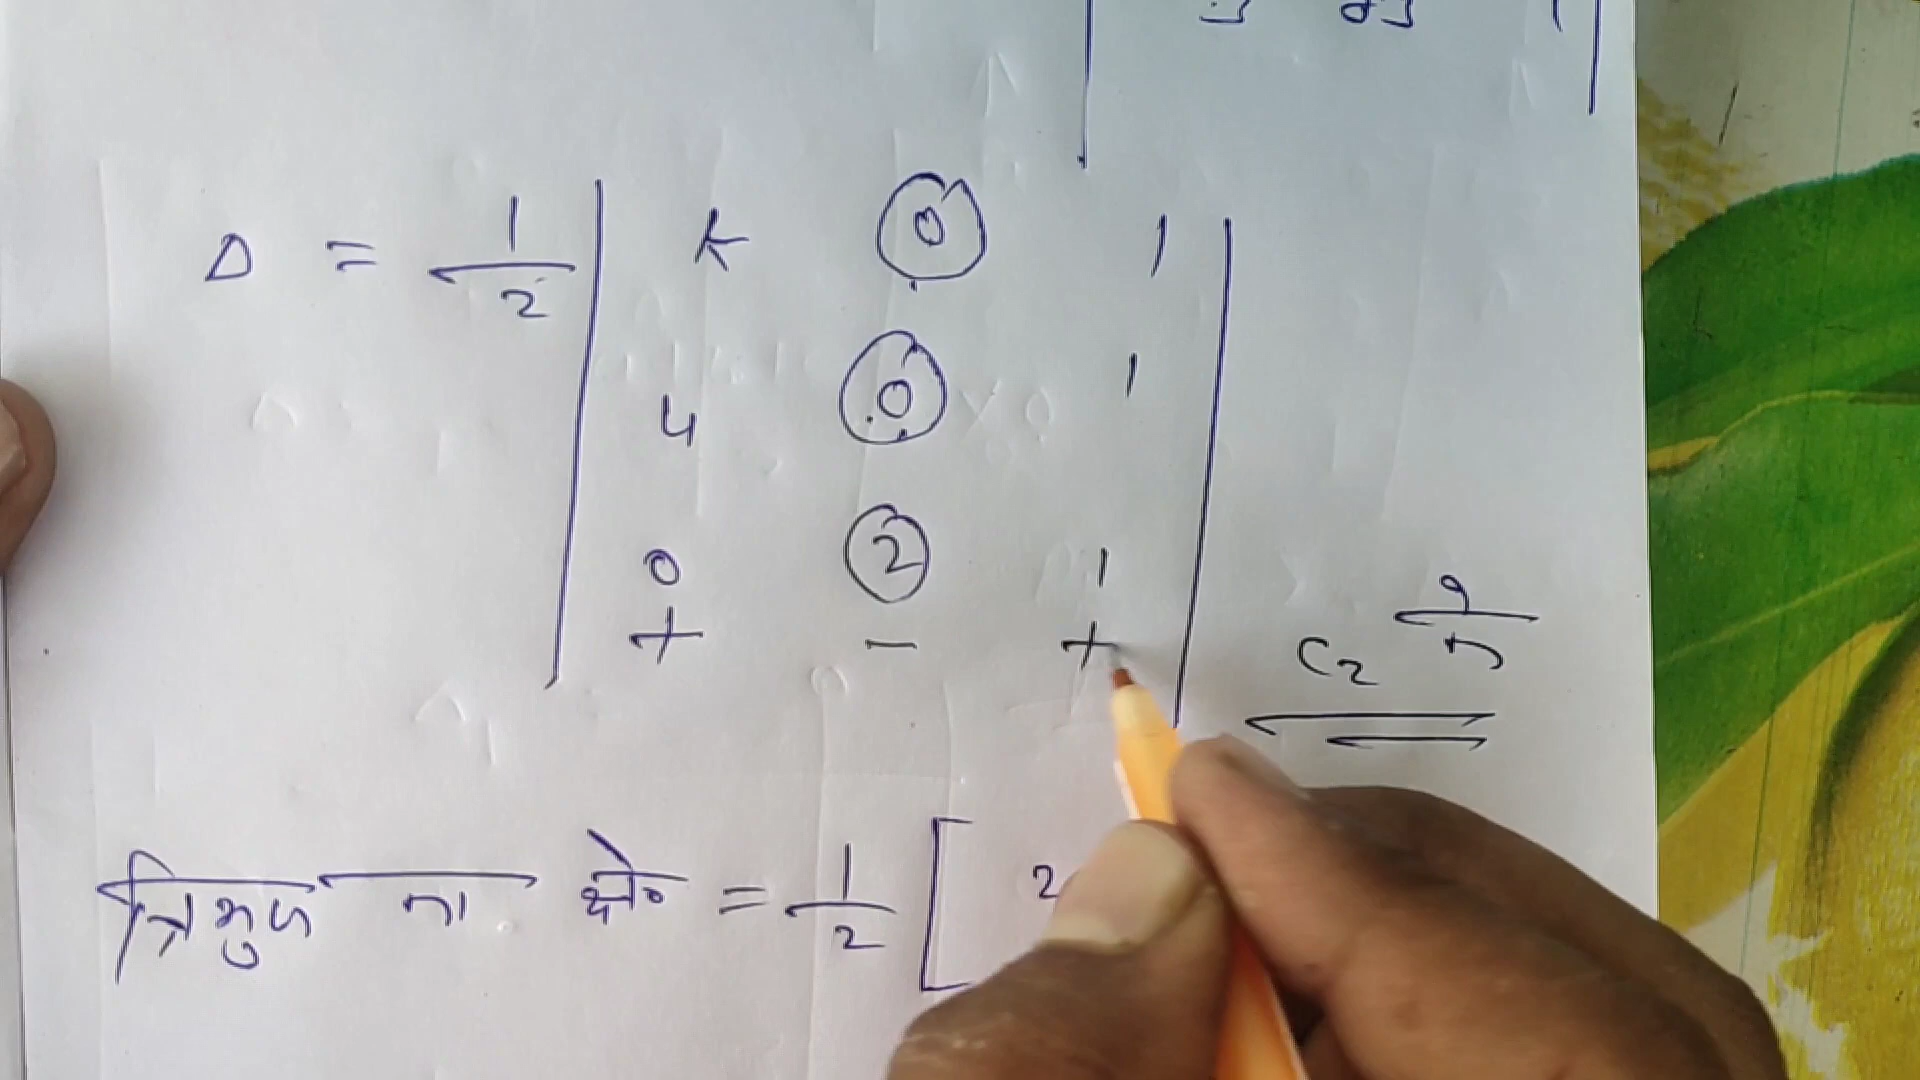 Δ = 1/2 | K 0 1 |
4 0 1
0 2 1
+ - +
C2
त्रिभुज का क्षे० = 1/2 [ 2